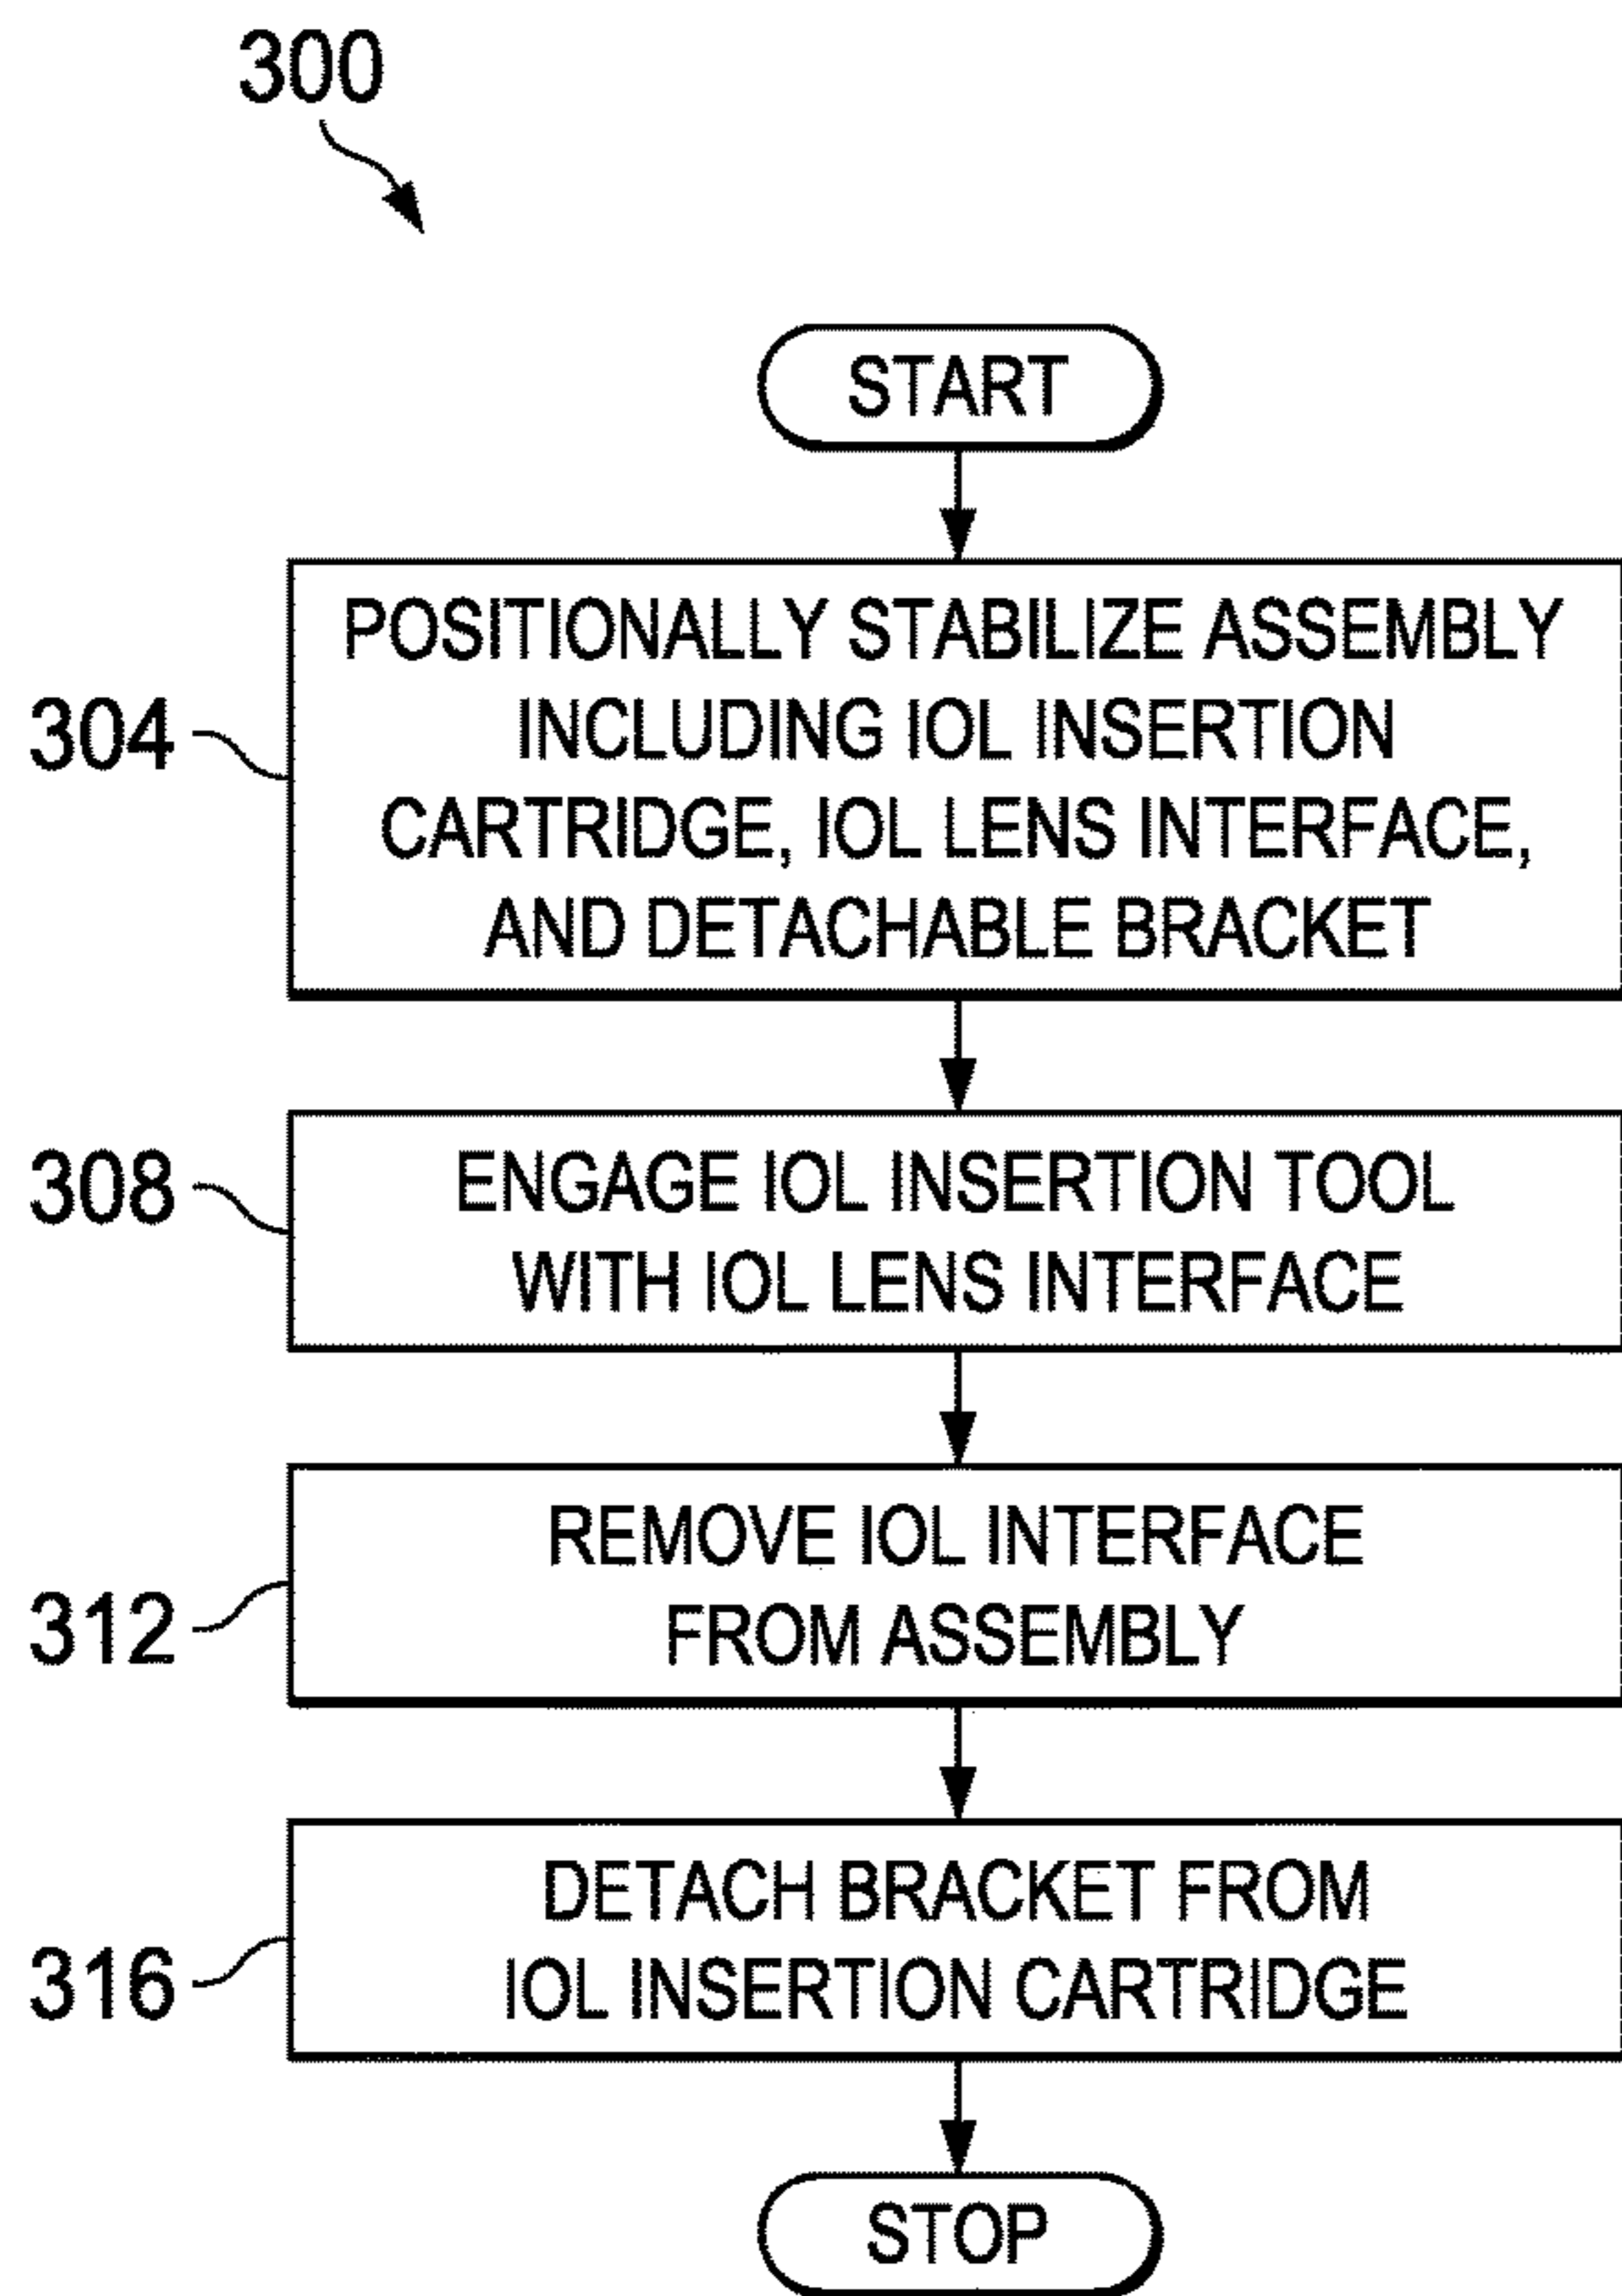 300
START
304
POSITIONALLY STABILIZE ASSEMBLY
INCLUDING IOL INSERTION
CARTRIDGE, IOL LENS INTERFACE,
AND DETACHABLE BRACKET
308
ENGAGE IOL INSERTION TOOL
WITH IOL LENS INTERFACE
312
REMOVE IOL INTERFACE
FROM ASSEMBLY
316
DETACH BRACKET FROM
IOL INSERTION CARTRIDGE
STOP